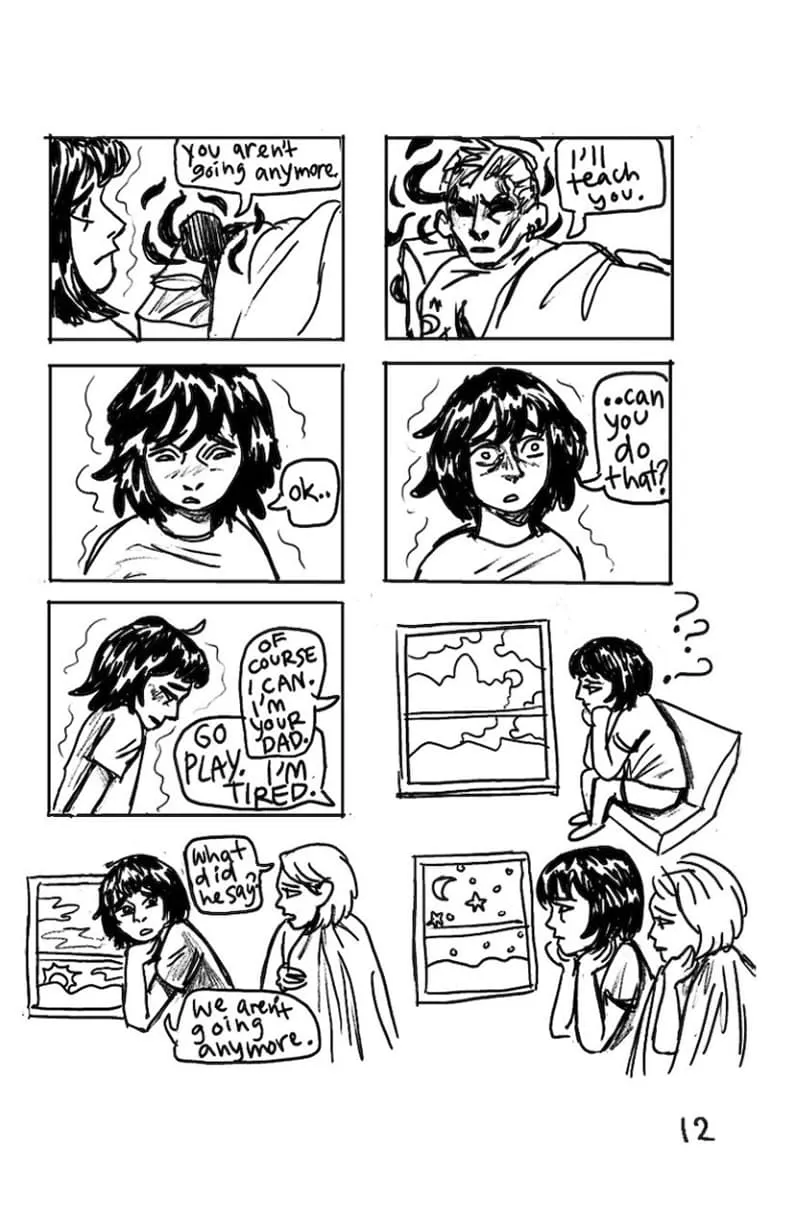 You aren't
going anymore.
I'll
teach
you.
OK..
..can
you
do
that?
OF
COURSE
I CAN.
I'M
YOUR
DAD.
GO
PLAY. I'M
TIRED.
? ? ?
What
did
he say?
We aren't
going
anymore.
12